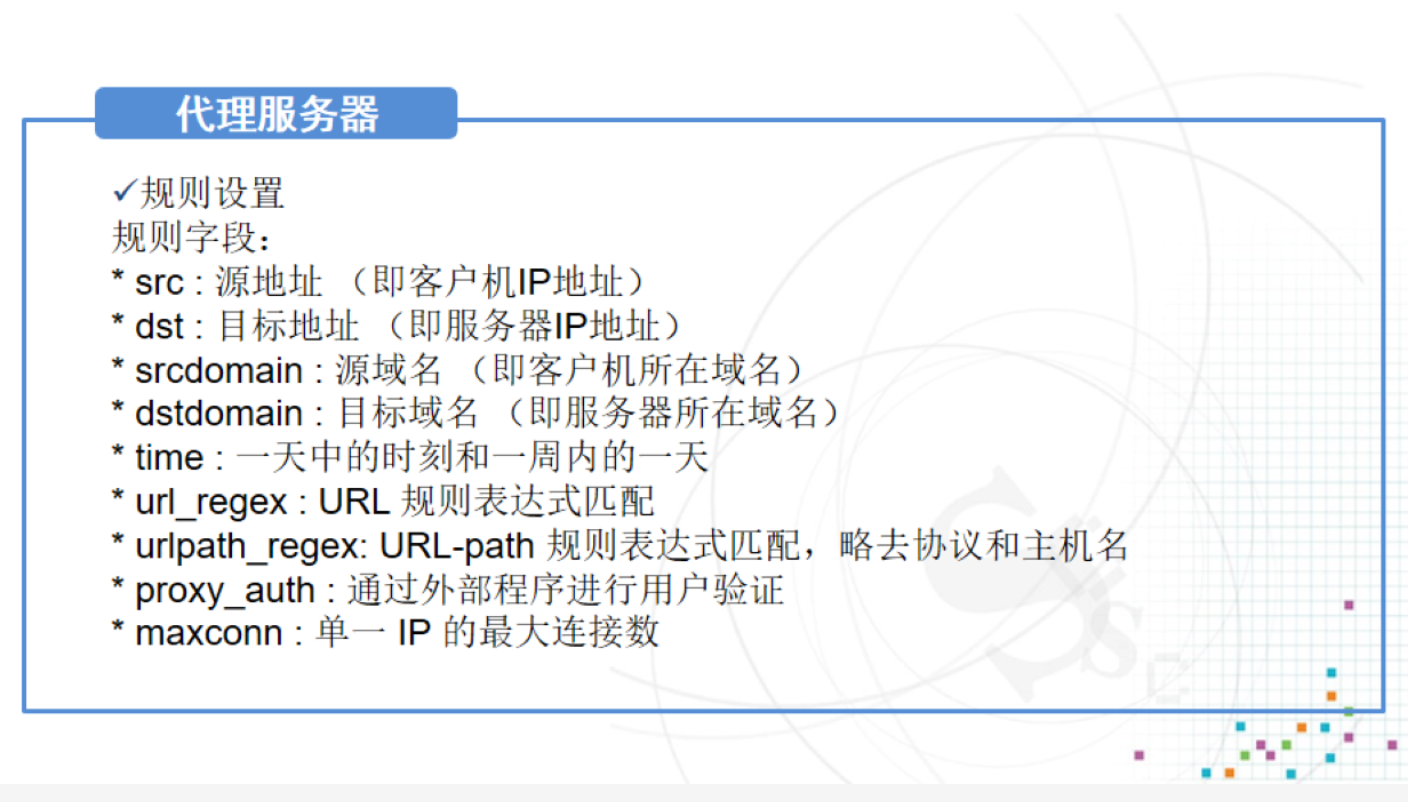 代理服务器
✓规则设置
规则字段：
* src : 源地址 （即客户机IP地址）
* dst : 目标地址 （即服务器IP地址）
* srcdomain : 源域名 （即客户机所在域名）
* dstdomain : 目标域名 （即服务器所在域名）
* time : 一天中的时刻和一周内的一天
* url_regex : URL 规则表达式匹配
* urlpath_regex: URL-path 规则表达式匹配，略去协议和主机名
* proxy_auth : 通过外部程序进行用户验证
* maxconn : 单一 IP 的最大连接数